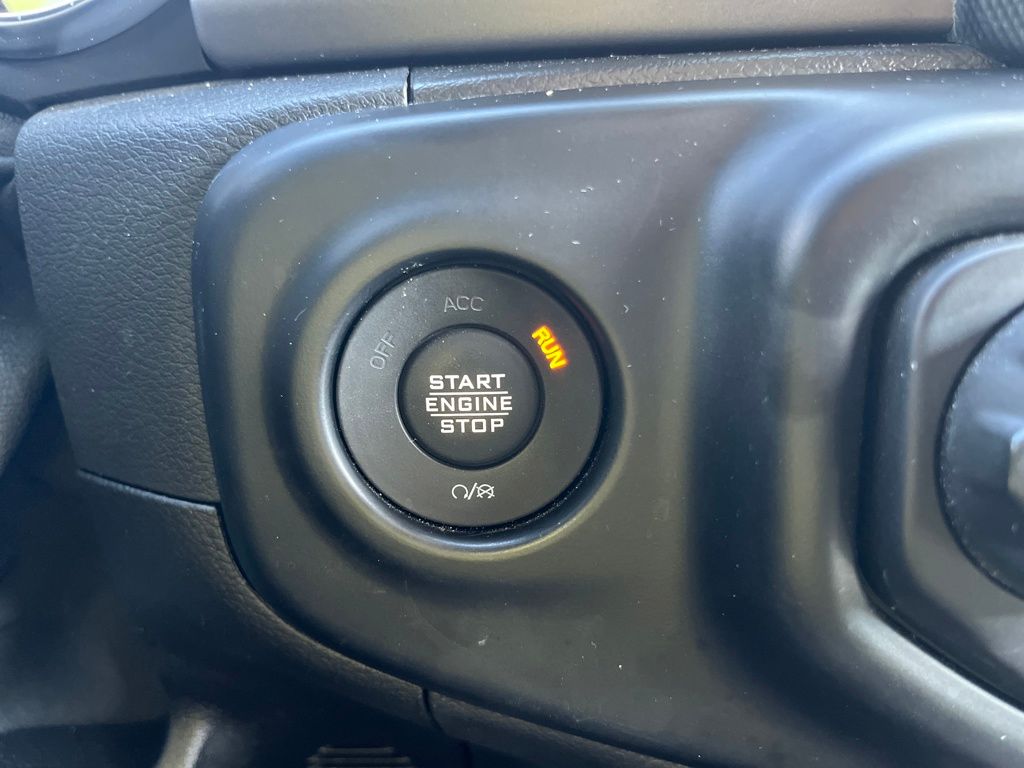 ACC
OFF
RUN
START
ENGINE
STOP